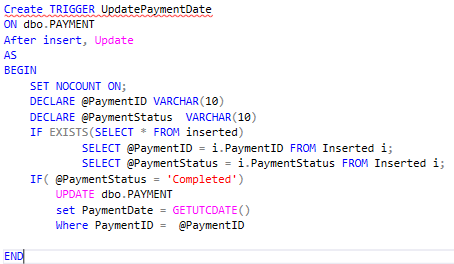 Create TRIGGER UpdatePaymentDate
ON dbo.PAYMENT
After insert, Update
AS
BEGIN
    SET NOCOUNT ON;
    DECLARE @PaymentID VARCHAR(10)
    DECLARE @PaymentStatus  VARCHAR(10)
    IF EXISTS(SELECT * FROM inserted)
            SELECT @PaymentID = i.PaymentID FROM Inserted i;
            SELECT @PaymentStatus = i.PaymentStatus FROM Inserted i;
    IF( @PaymentStatus = 'Completed')
        UPDATE dbo.PAYMENT
        set PaymentDate = GETUTCDATE()
        Where PaymentID =  @PaymentID
END